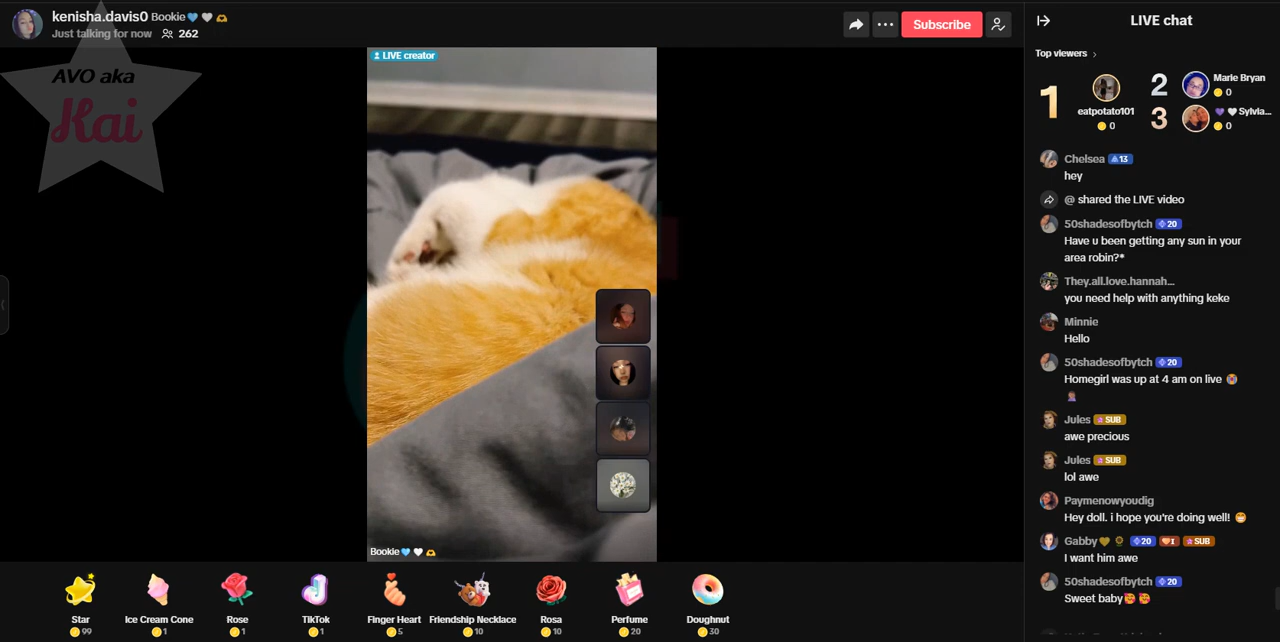 kenisha.davis0 Bookie🩵🤍🫶
Just talking for now 262
Subscribe
AVO aka
Kai
LIVE creator
Bookie🩵🤍🫶
Star
99
Ice Cream Cone
1
Rose
1
TikTok
1
Finger Heart
5
Friendship Necklace
10
Rosa
10
Perfume
20
Doughnut
30
LIVE chat
Top viewers
1
eatpotato101
0
2
Marie Bryan
0
3
💜🤍Sylvia...
0
Chelsea 13
hey
@ shared the LIVE video
50shadesofbytch 20
Have u been getting any sun in your
area robin?*
They.all.love.hannah...
you need help with anything keke
Minnie
Hello
50shadesofbytch 20
Homegirl was up at 4 am on live 😭
Jules SUB
awe precious
Jules SUB
lol awe
Paymenowyoudig
Hey doll. i hope you're doing well! 😁
Gabby 20 I SUB
I want him awe
50shadesofbytch 20
Sweet baby🥰🥰